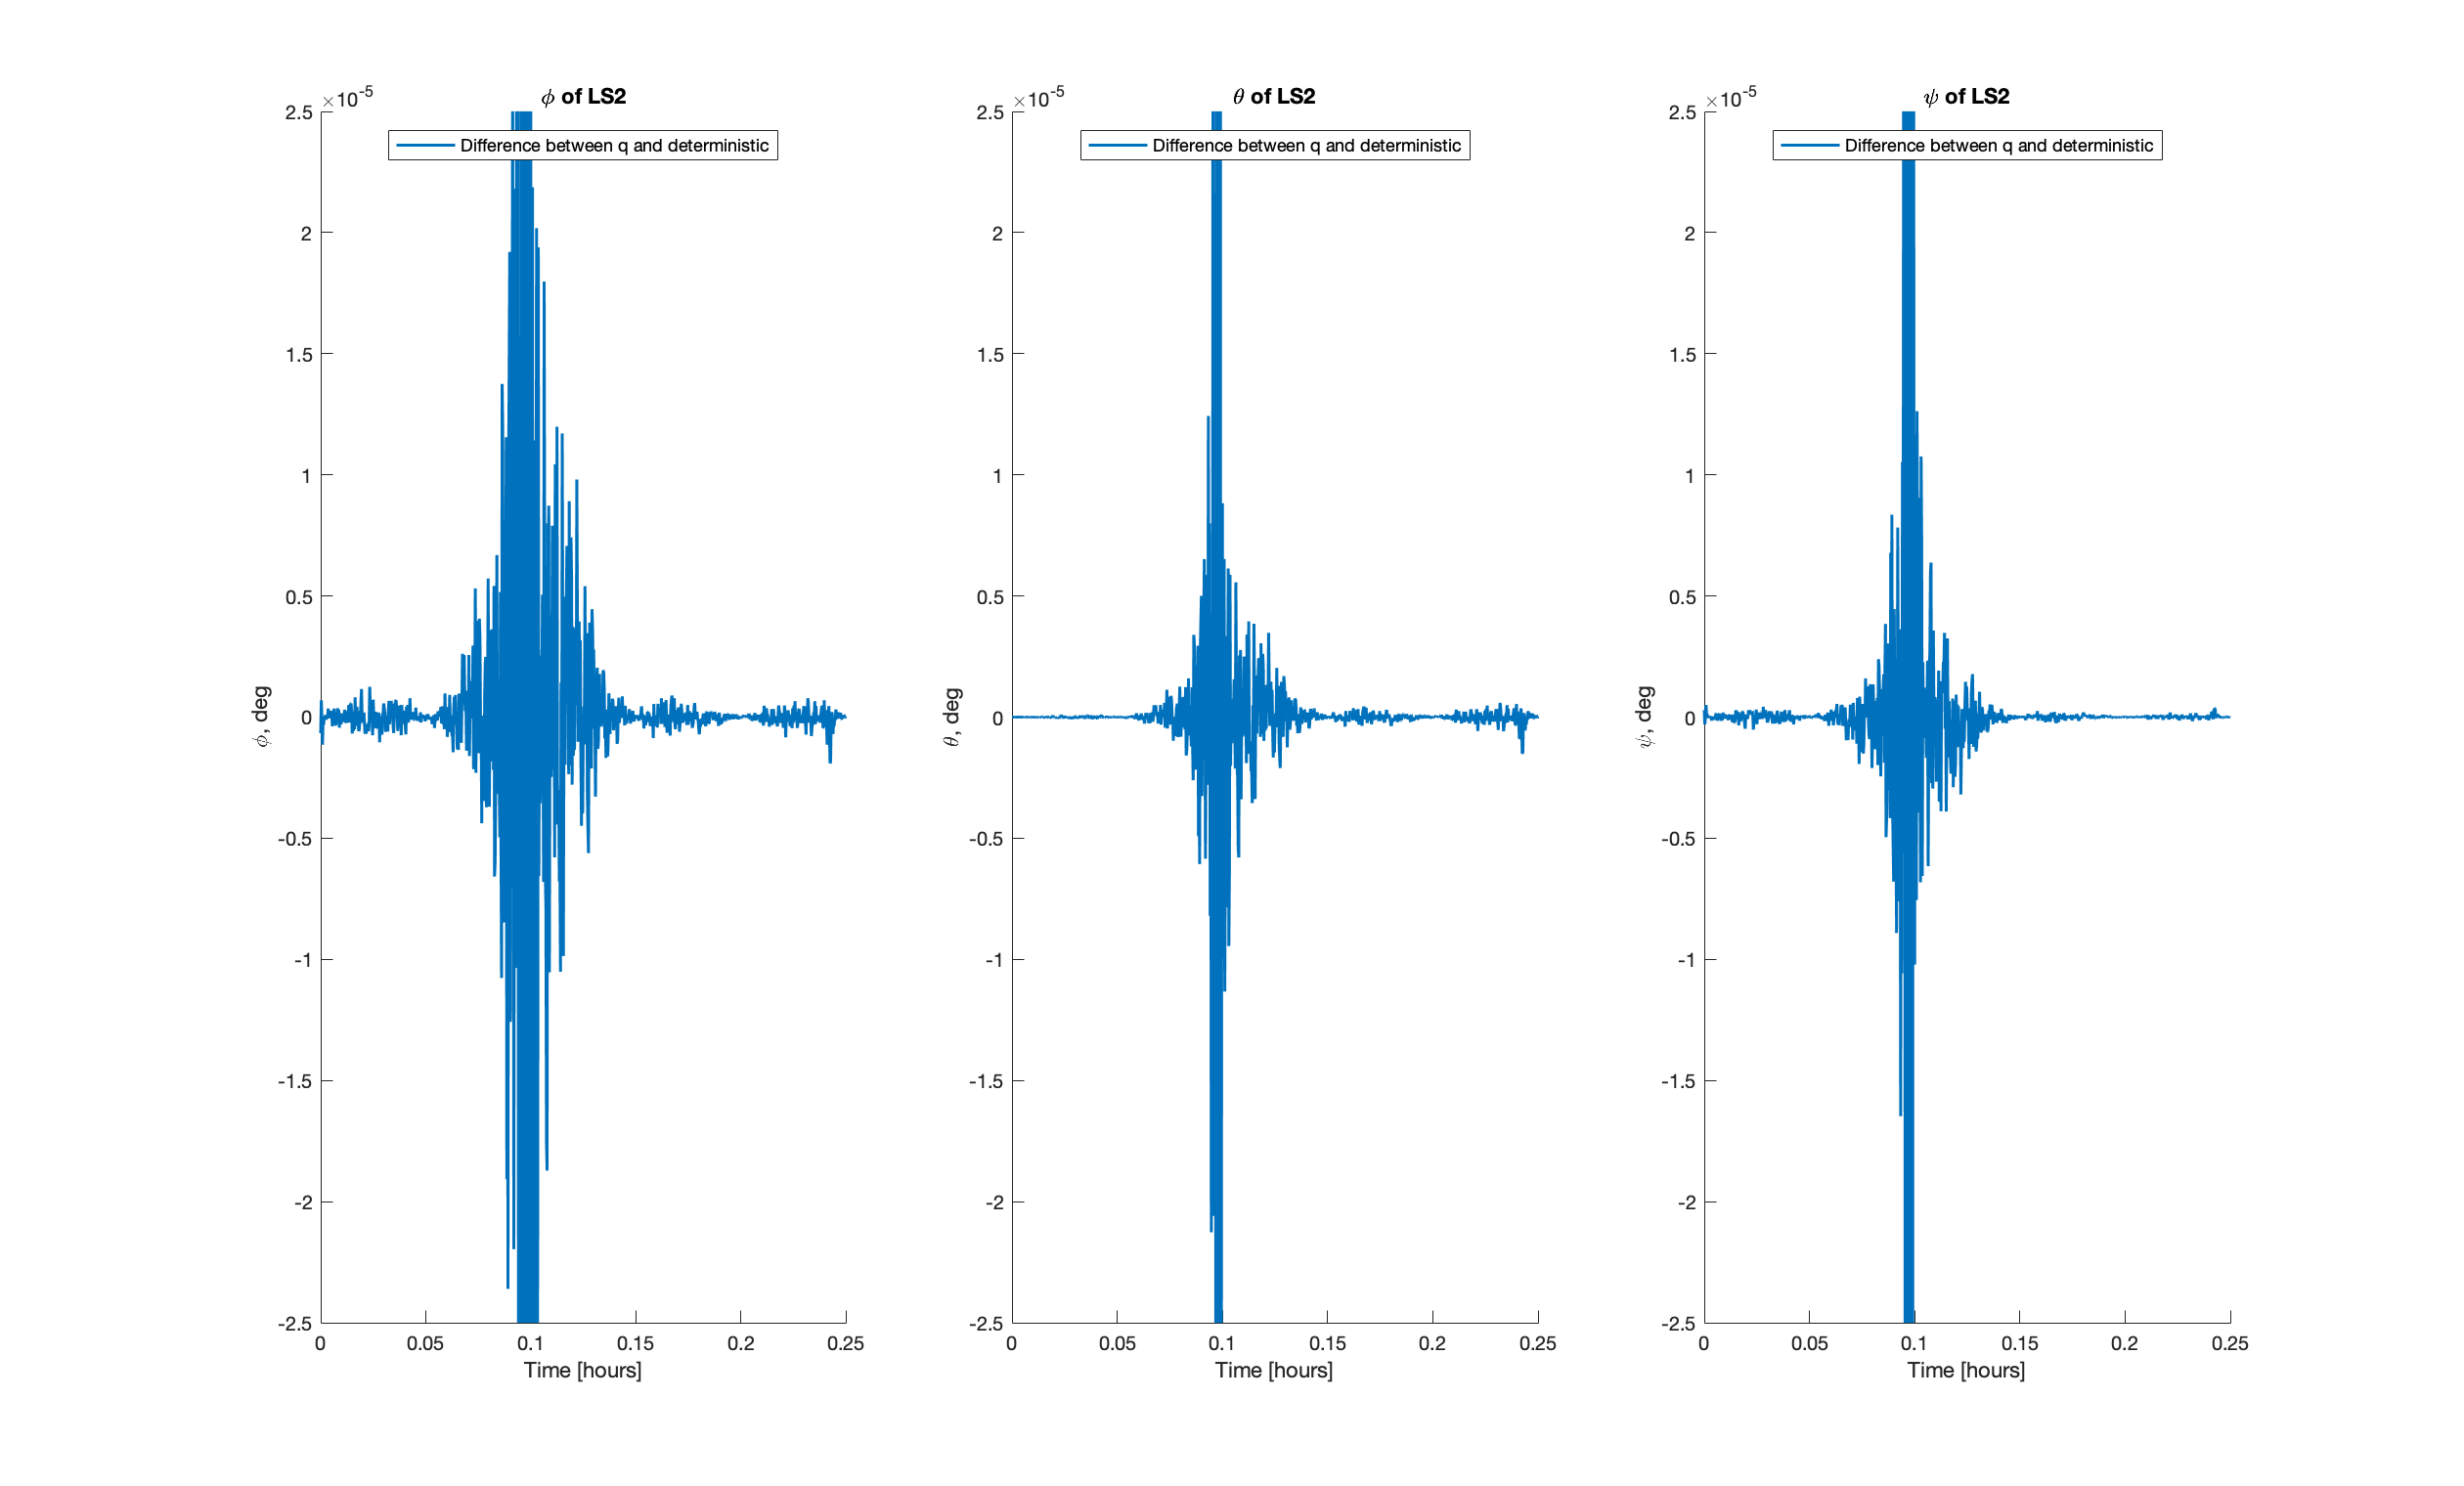 ϕ of LS2
×10-5
Difference between q and deterministic
2.5
2
1.5
1
0.5
0
-0.5
-1
-1.5
-2
-2.5
ϕ, deg
0 0.05 0.1 0.15 0.2 0.25
Time [hours]
θ of LS2
×10-5
Difference between q and deterministic
2.5
2
1.5
1
0.5
0
-0.5
-1
-1.5
-2
-2.5
θ, deg
0 0.05 0.1 0.15 0.2 0.25
Time [hours]
ψ of LS2
×10-5
Difference between q and deterministic
2.5
2
1.5
1
0.5
0
-0.5
-1
-1.5
-2
-2.5
ψ, deg
0 0.05 0.1 0.15 0.2 0.25
Time [hours]